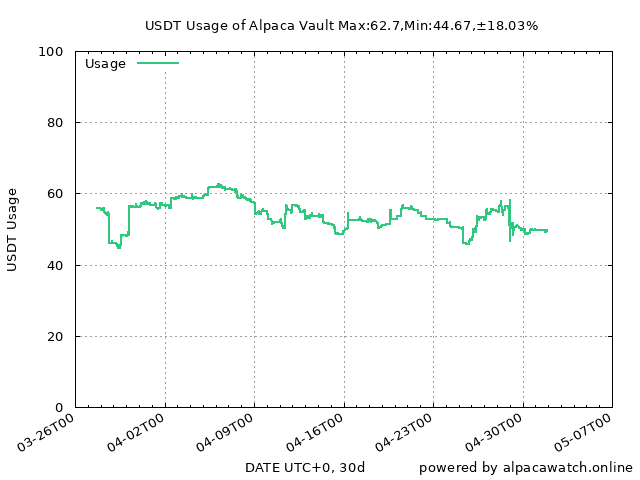 USDT Usage of Alpaca Vault Max:62.7,Min:44.67,±18.03%
Usage
USDT Usage
100
80
60
40
20
0
03-26T00
04-02T00
04-09T00
04-16T00
04-23T00
04-30T00
05-07T00
DATE UTC+0, 30d
powered by alpacawatch.online